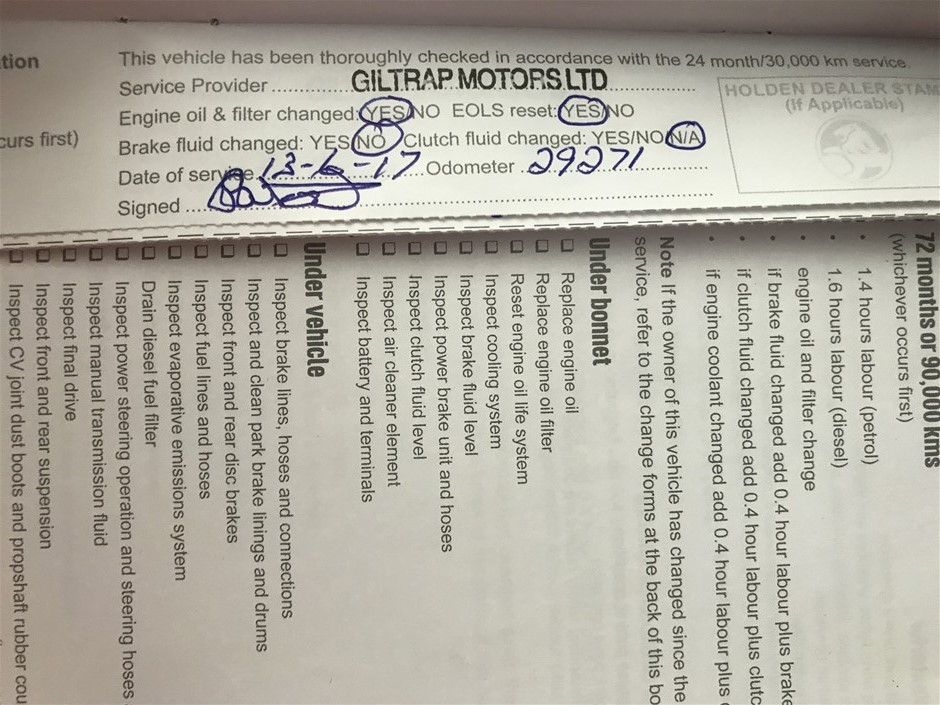 tion
curs first)
This vehicle has been thoroughly checked in accordance with the 24 month/30,000 km service.
Service Provider GILTRAP MOTORS LTD
Engine oil & filter changed: YES/NO EOLS reset: YES/NO
Brake fluid changed: YES/NO Clutch fluid changed: YES/NO/N/A
Date of service 13-6-17 Odometer 29271
Signed
HOLDEN DEALER STAM
(If Applicable)
72 months or 90,000 kms
(whichever occurs first)
• 1.4 hours labour (petrol)
• 1.6 hours labour (diesel)
engine oil and filter change
• if brake fluid changed add 0.4 hour labour plus brake
• if clutch fluid changed add 0.4 hour labour plus clutc
• if engine coolant changed add 0.4 hour labour plus
Note If the owner of this vehicle has changed since the
service, refer to the change forms at the back of this bo
Under bonnet
☐ Replace engine oil
☐ Replace engine oil filter
☐ Reset engine oil life system
☐ Inspect cooling system
☐ Inspect brake fluid level
☐ Inspect power brake unit and hoses
☐ Inspect clutch fluid level
☐ Inspect air cleaner element
☐ Inspect battery and terminals
Under vehicle
☐ Inspect brake lines, hoses and connections
☐ Inspect and clean park brake linings and drums
☐ Inspect front and rear disc brakes
☐ Inspect fuel lines and hoses
☐ Inspect evaporative emissions system
☐ Drain diesel fuel filter
☐ Inspect power steering operation and steering hoses
☐ Inspect manual transmission fluid
☐ Inspect final drive
☐ Inspect front and rear suspension
☐ Inspect CV joint dust boots and propshaft rubber cou